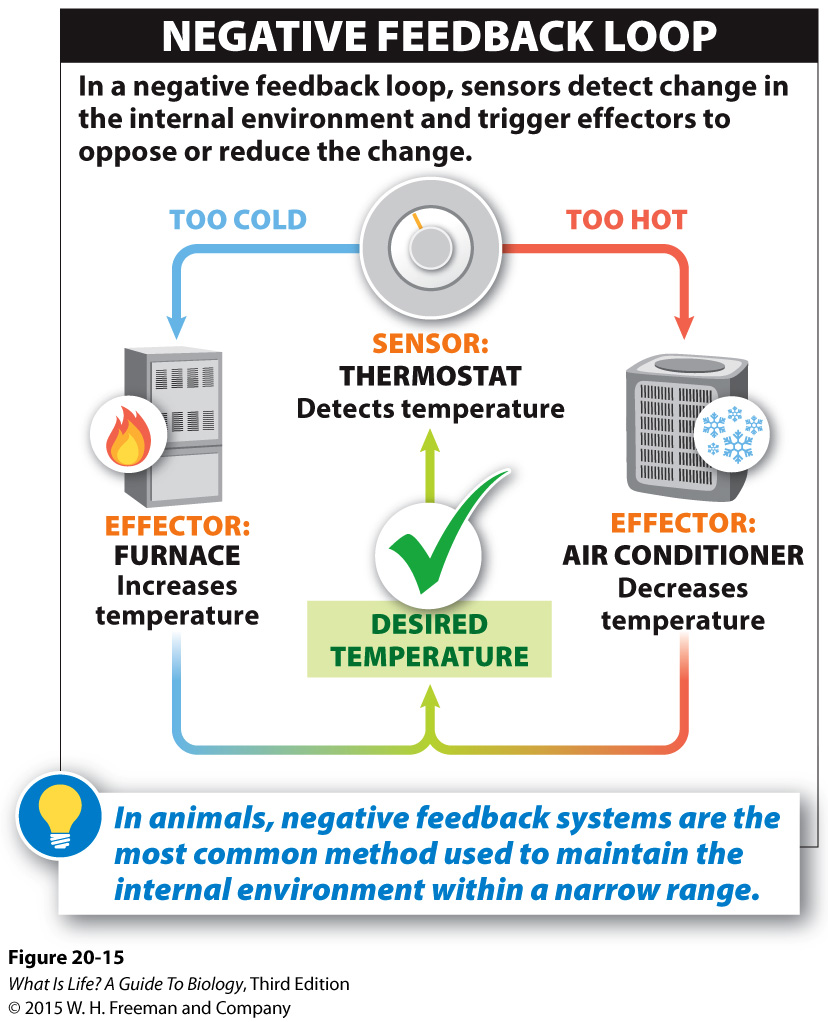 NEGATIVE FEEDBACK LOOP
In a negative feedback loop, sensors detect change in
the internal environment and trigger effectors to
oppose or reduce the change.
TOO COLD
TOO HOT
SENSOR:
THERMOSTAT
Detects temperature
EFFECTOR:
FURNACE
Increases
temperature
EFFECTOR:
AIR CONDITIONER
Decreases
temperature
DESIRED
TEMPERATURE
In animals, negative feedback systems are the
most common method used to maintain the
internal environment within a narrow range.
Figure 20-15
What Is Life? A Guide To Biology, Third Edition
© 2015 W. H. Freeman and Company